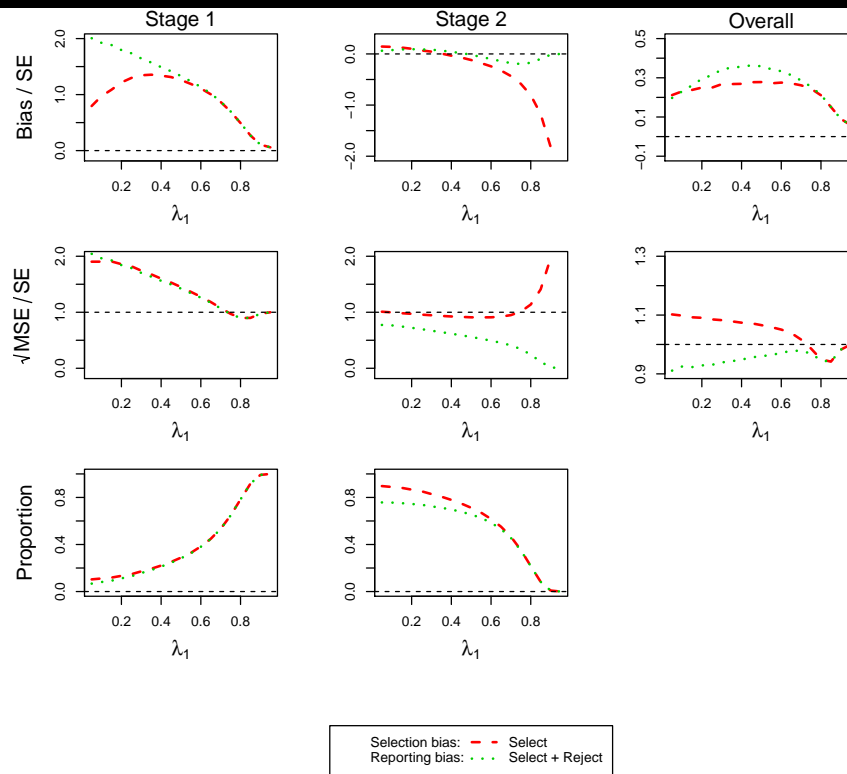 Stage 1 Stage 2 Overall
Bias / SE
0.0 1.0 2.0
−2.0 −1.0 0.0
−0.1 0.1 0.3 0.5
0.2 0.4 0.6 0.8
0.2 0.4 0.6 0.8
0.2 0.4 0.6 0.8
λ1 λ1 λ1
√MSE / SE
0.0 1.0 2.0
0.0 1.0 2.0
0.9 1.1 1.3
0.2 0.4 0.6 0.8
0.2 0.4 0.6 0.8
0.2 0.4 0.6 0.8
λ1 λ1 λ1
Proportion
0.0 0.4 0.8
0.0 0.4 0.8
0.2 0.4 0.6 0.8
0.2 0.4 0.6 0.8
λ1 λ1
Selection bias: Select
Reporting bias: Select + Reject